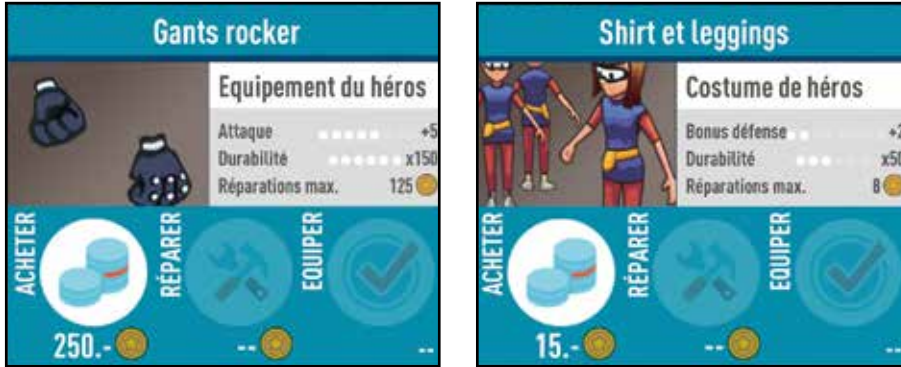 Gants rocker
Equipement du héros
Attaque +5
Durabilité x150
Réparations max. 125
ACHETER
RÉPARER
EQUIPER
250.-
--
--
Shirt et leggings
Costume de héros
Bonus défense +2
Durabilité x50
Réparations max. 8
ACHETER
RÉPARER
EQUIPER
15.-
--
--